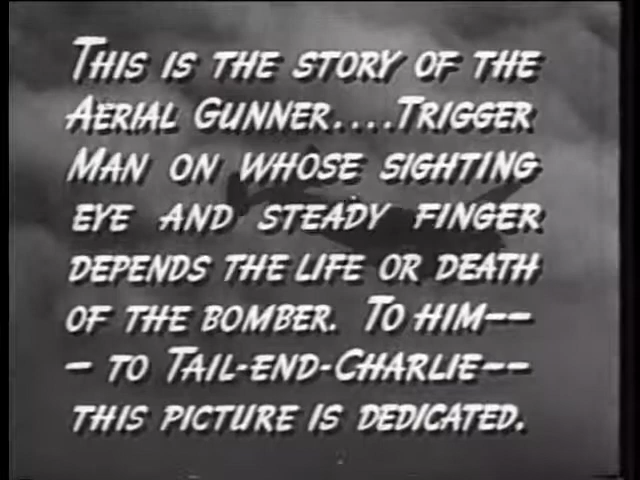 This is the story of the
Aerial Gunner....Trigger
Man on whose sighting
eye and steady finger
depends the life or death
of the bomber. To him--
- to Tail-end-Charlie--
this picture is dedicated.